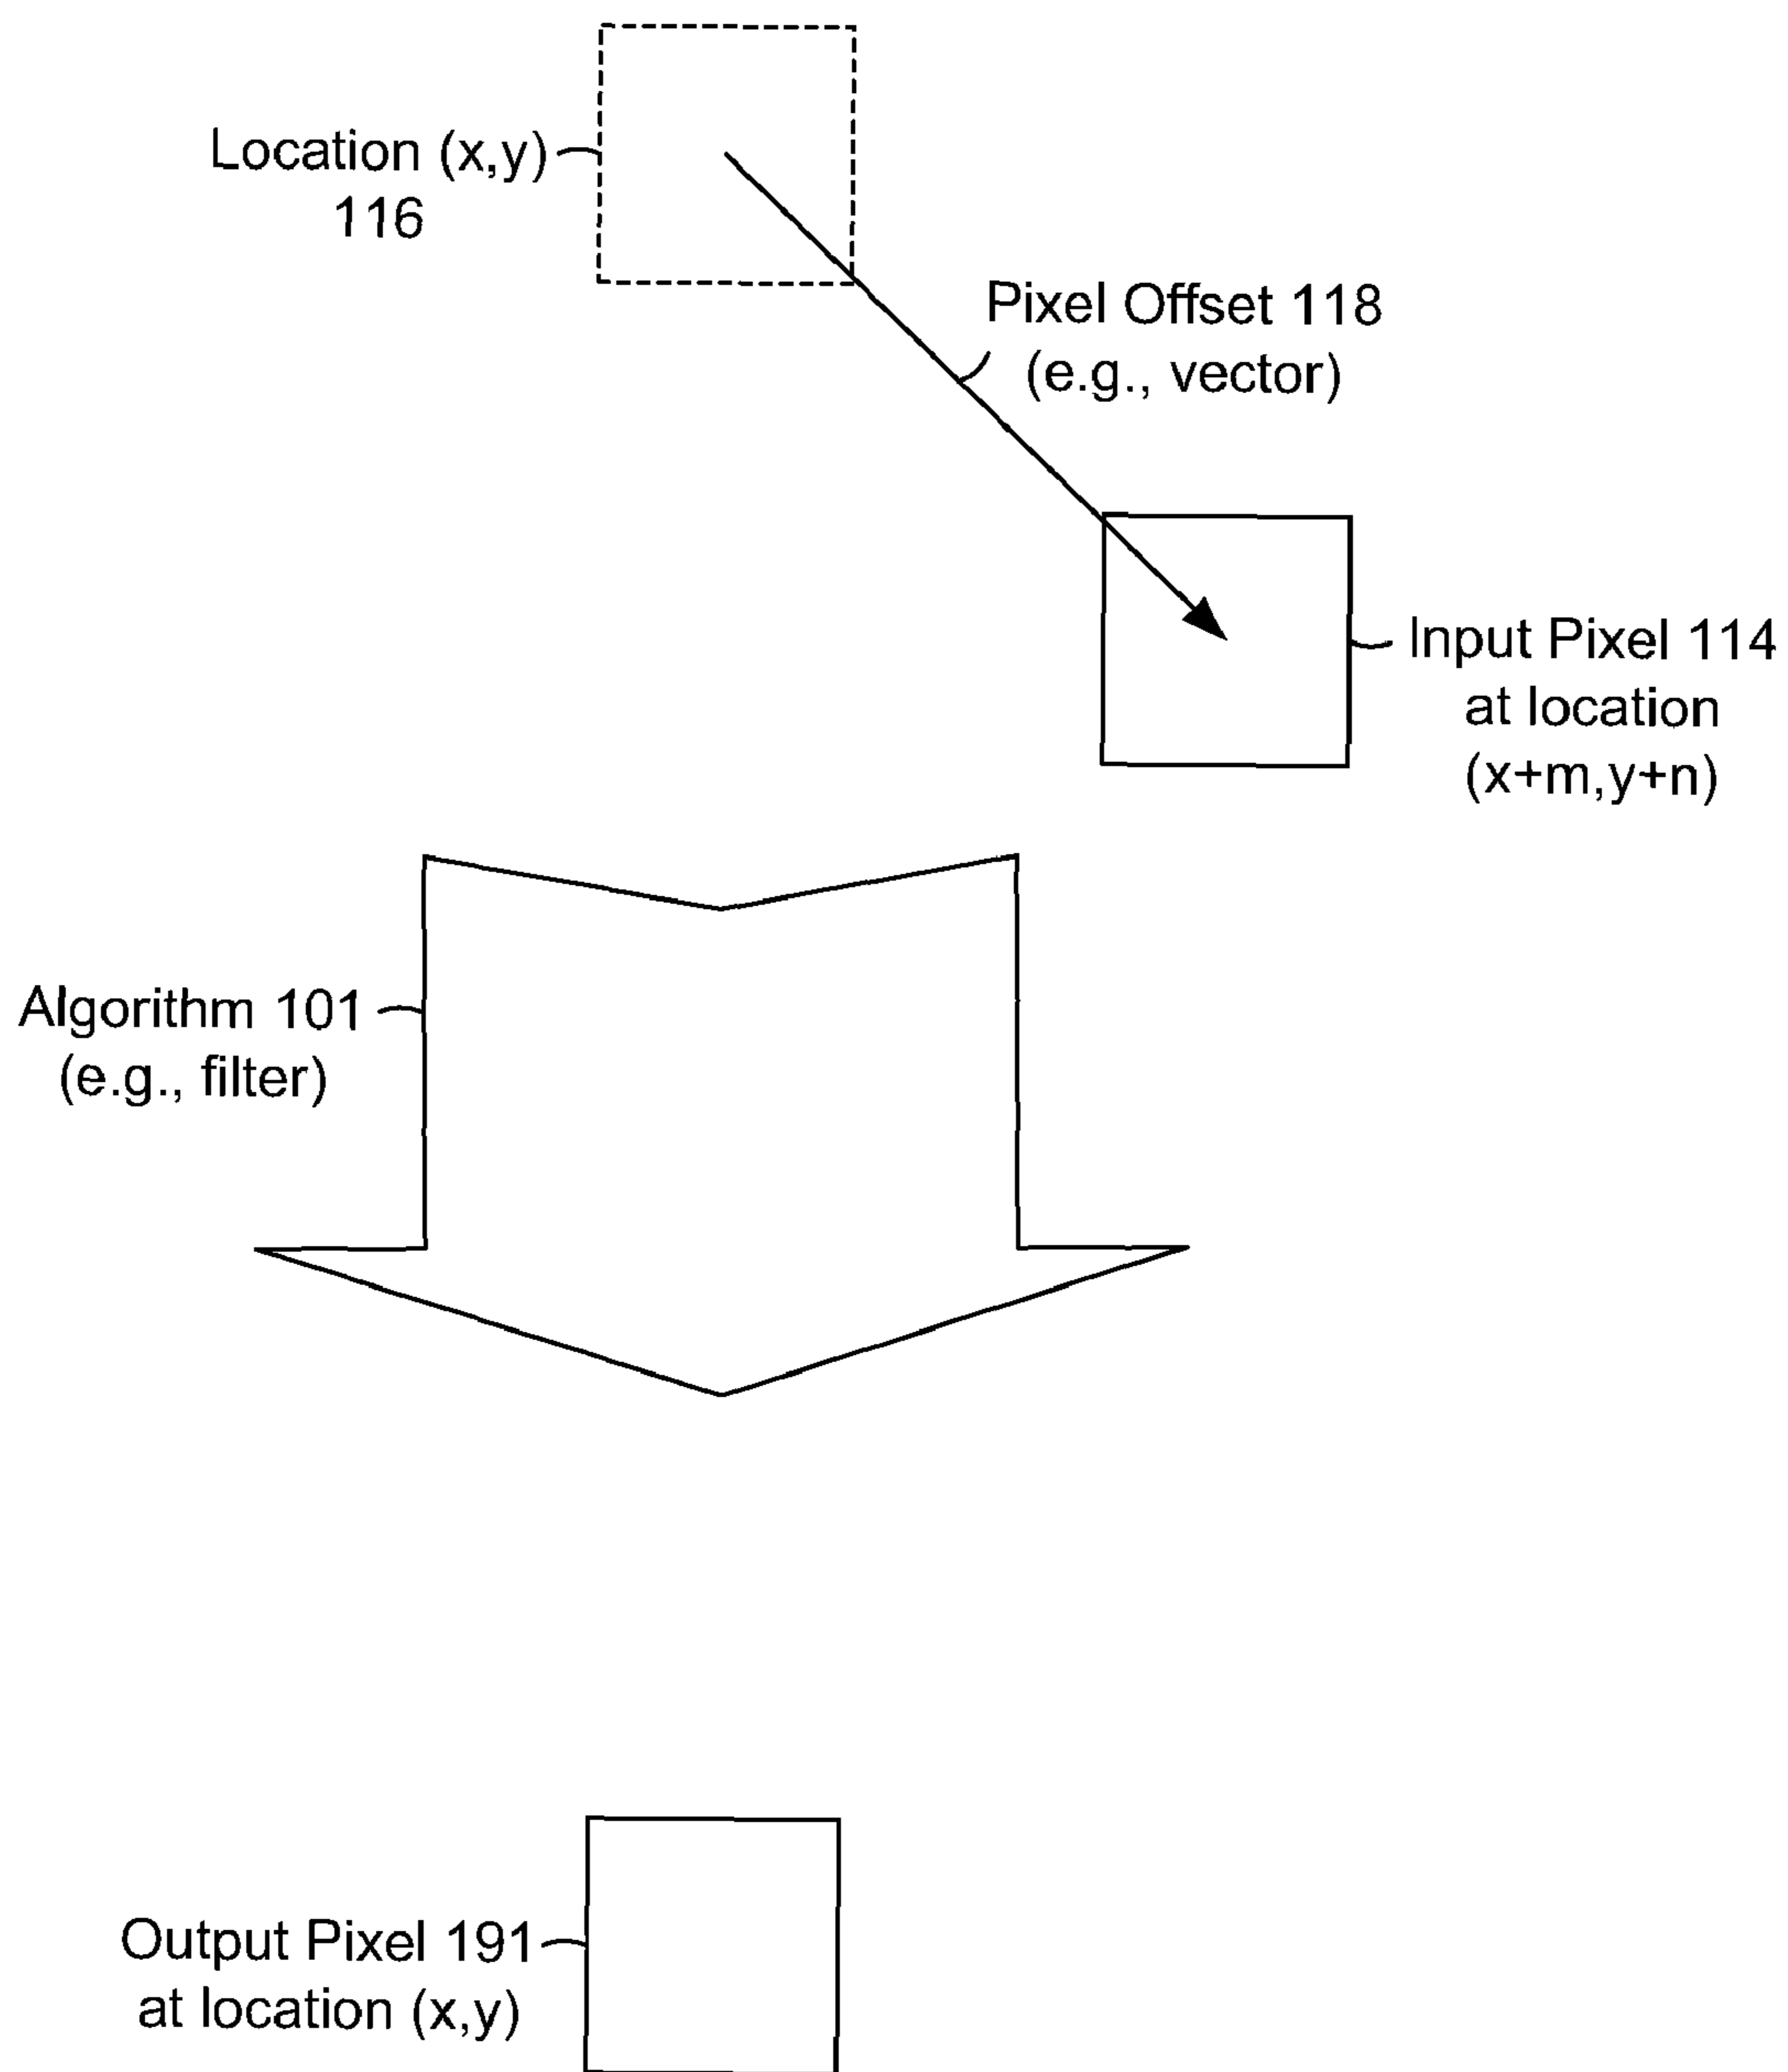 Location (x,y)
116
Pixel Offset 118
(e.g., vector)
Input Pixel 114
at location
(x+m,y+n)
Algorithm 101
(e.g., filter)
Output Pixel 191
at location (x,y)